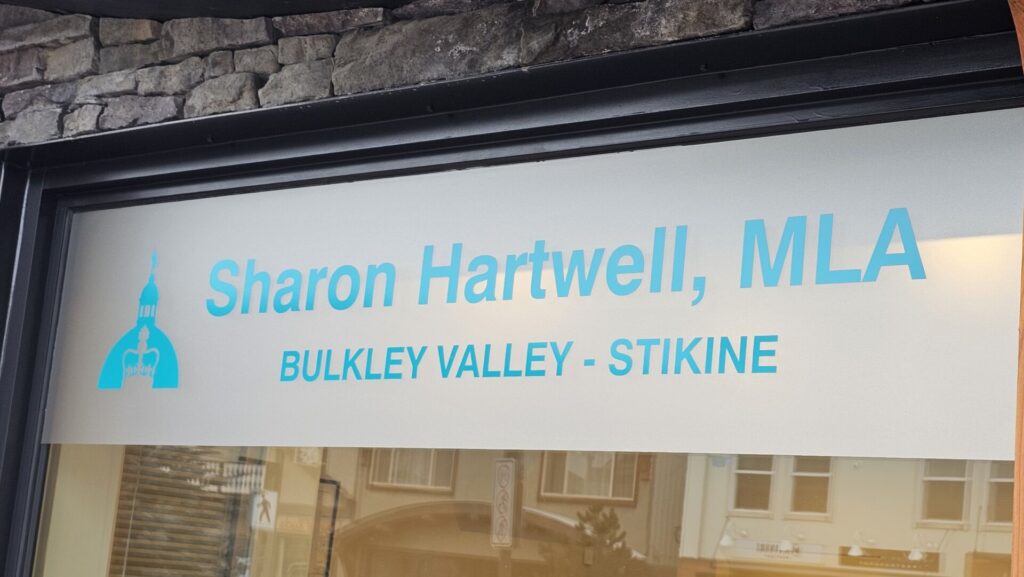 Sharon Hartwell, MLA
BULKLEY VALLEY - STIKINE